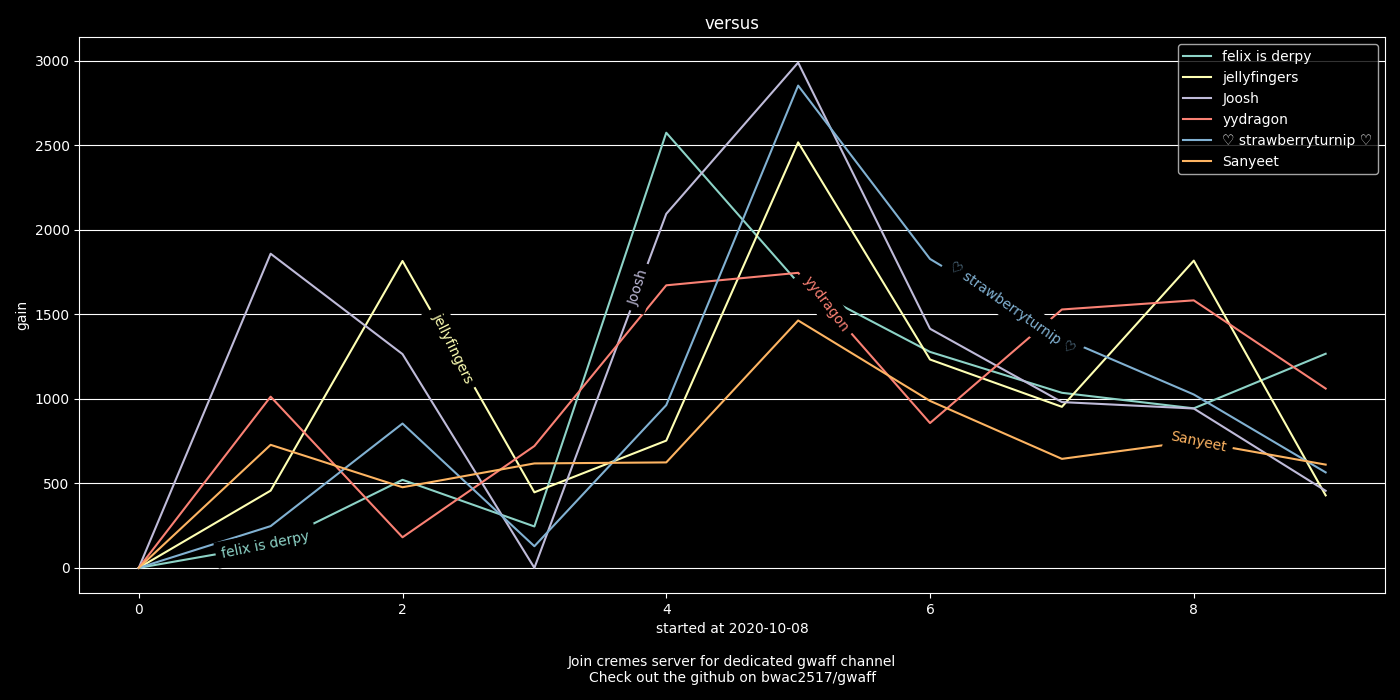 versus
3000
2500
2000
1500
1000
500
0
gain
felix is derpy
jellyfingers
Joosh
yydragon
♡ strawberryturnip ♡
Sanyeet
felix is derpy
jellyfingers
Joosh
yydragon
♡ strawberryturnip ♡
Sanyeet
0 2 4 6 8
started at 2020-10-08
Join cremes server for dedicated gwaff channel
Check out the github on bwac2517/gwaff